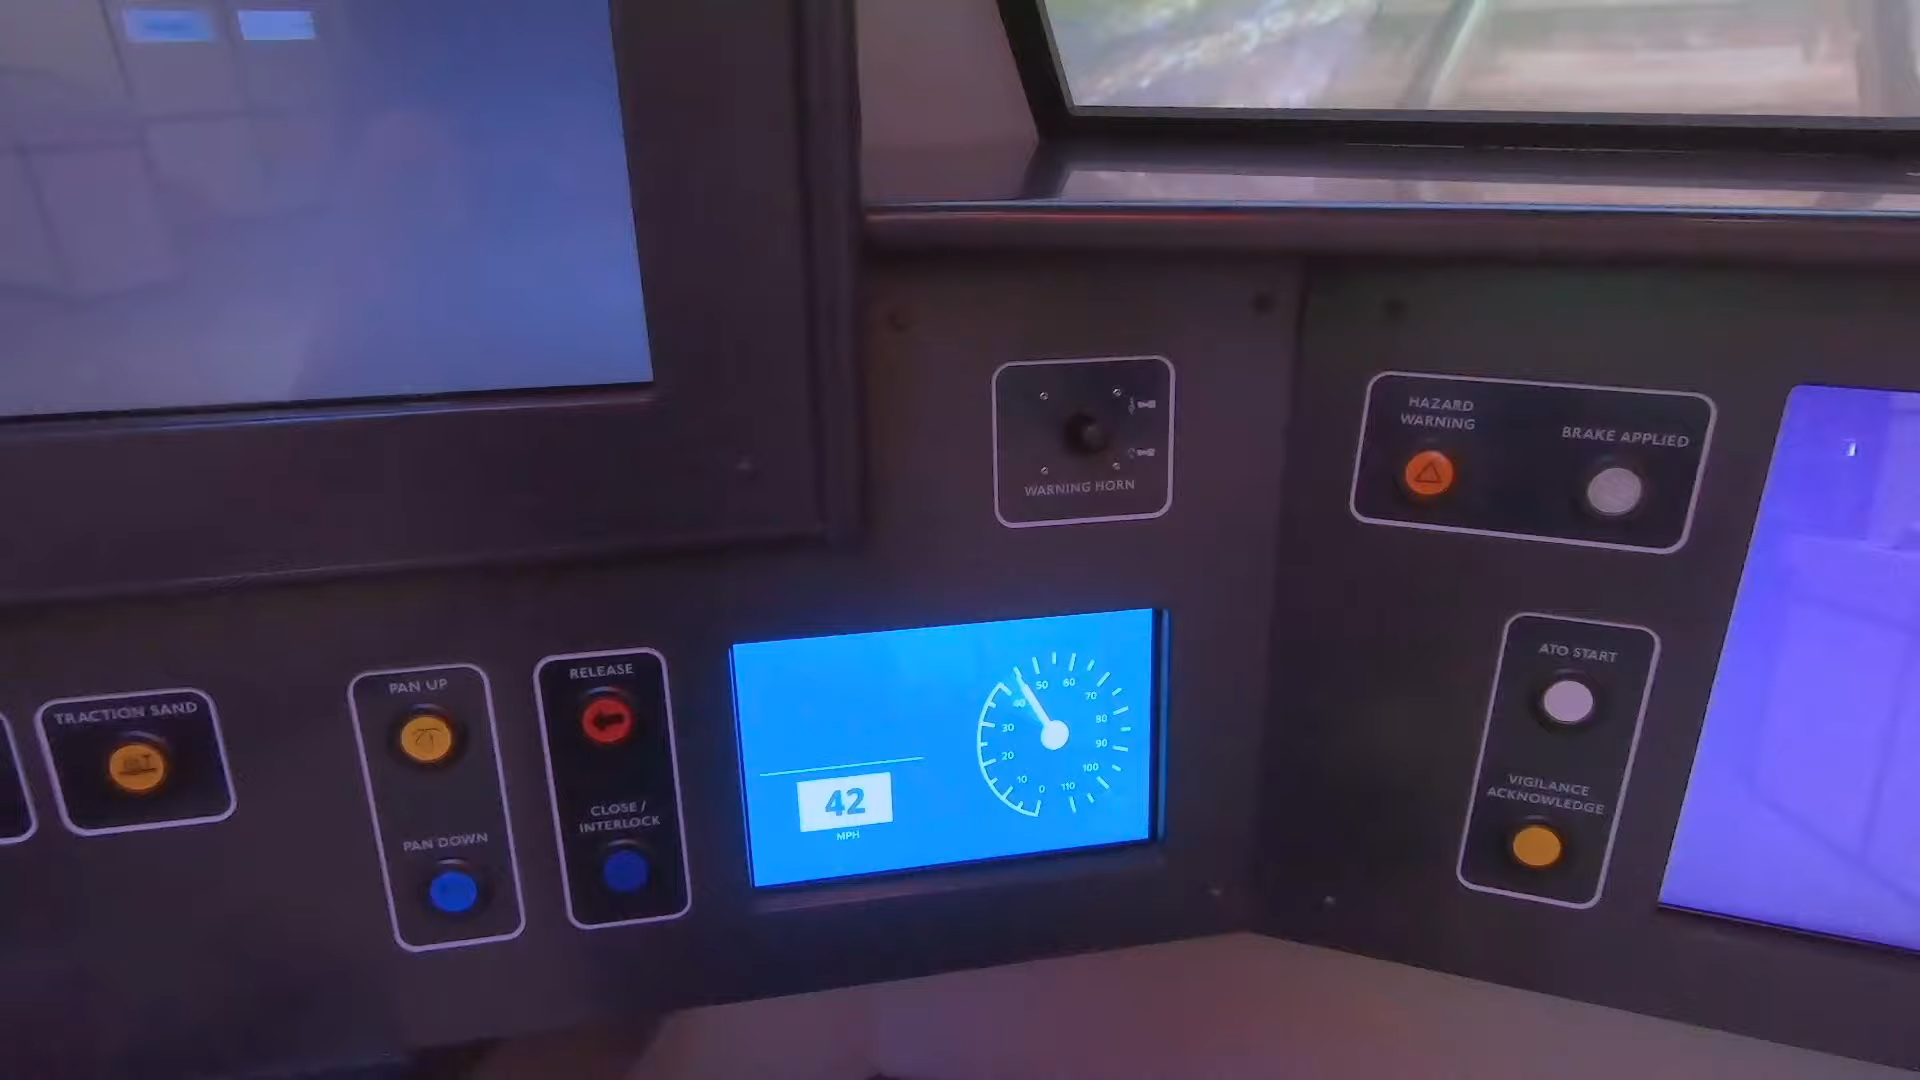 HAZARD
WARNING
BRAKE APPLIED
WARNING HORN
TRACTION SAND
PAN UP
PAN DOWN
RELEASE
CLOSE /
INTERLOCK
42
MPH
0
10
20
30
40
50
60
70
80
90
100
110
ATO START
VIGILANCE
ACKNOWLEDGE